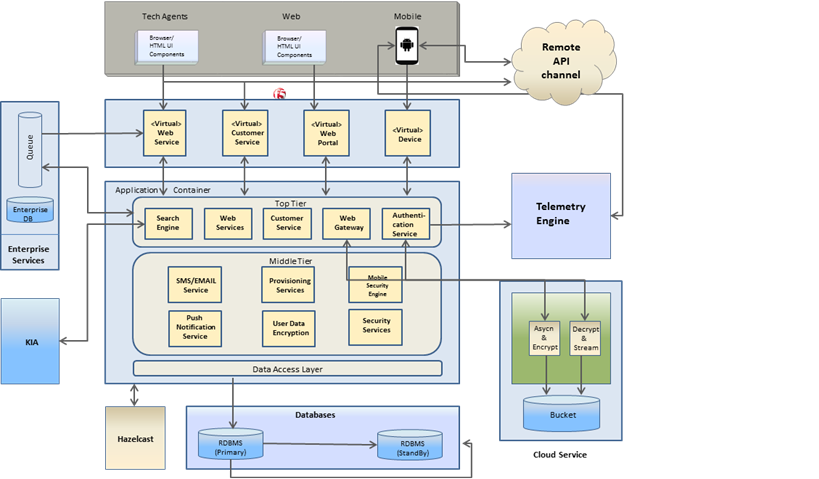 Tech Agents
Web
Mobile
Browser/
HTML UI
Components
Browser/
HTML UI
Components
Remote
API
channel
f5
<Virtual>
Web
Service
<Virtual>
Customer
Service
<Virtual>
Web
Portal
<Virtual>
Device
Queue
Enterprise
DB
Enterprise
Services
Application Container
Top Tier
Search
Engine
Web
Services
Customer
Service
Web
Gateway
Authenti-
cation
Service
Telemetry
Engine
Middle Tier
SMS/EMAIL
Service
Provisioning
Services
Mobile
Security
Engine
Push
Notification
Service
User Data
Encryption
Security
Services
Data Access Layer
KIA
Hazelcast
Databases
RDBMS
(Primary)
RDBMS
(StandBy)
Asycn
&
Encrypt
Decrypt
&
Stream
Bucket
Cloud Service